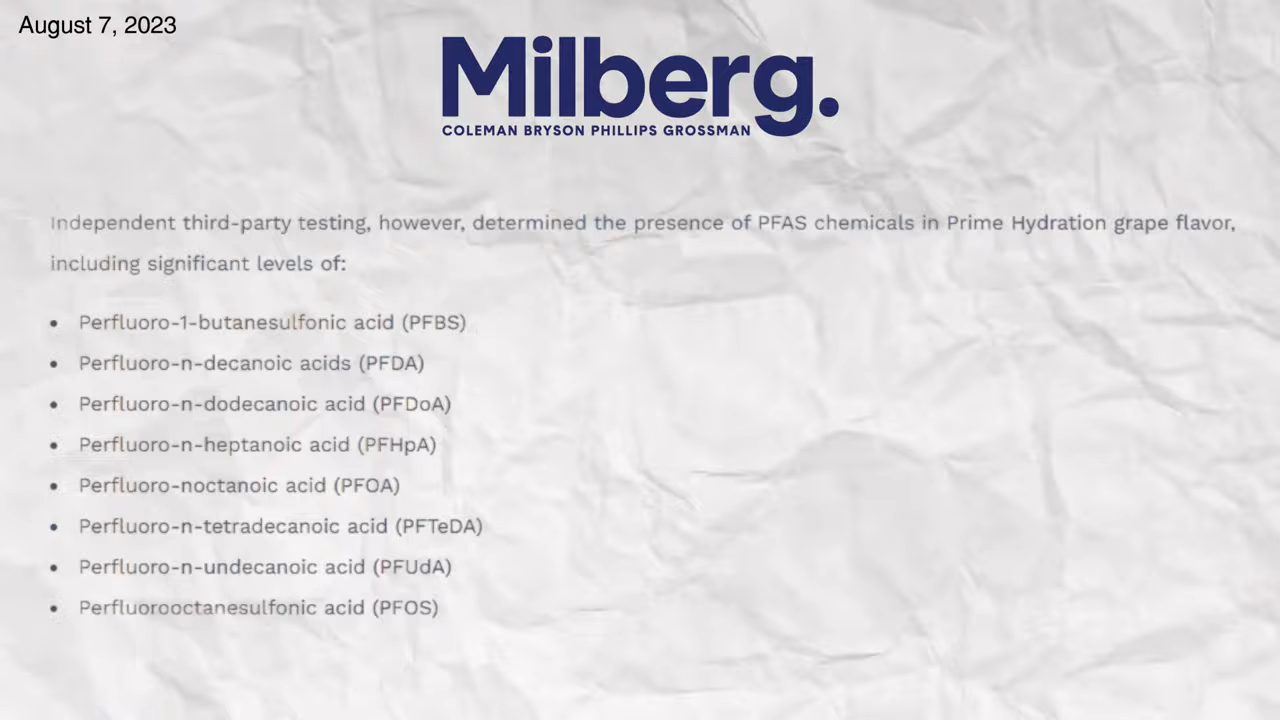 August 7, 2023
Milberg.
COLEMAN BRYSON PHILLIPS GROSSMAN
Independent third-party testing, however, determined the presence of PFAS chemicals in Prime Hydration grape flavor,
including significant levels of:
• Perfluoro-1-butanesulfonic acid (PFBS)
• Perfluoro-n-decanoic acids (PFDA)
• Perfluoro-n-dodecanoic acid (PFDoA)
• Perfluoro-n-heptanoic acid (PFHpA)
• Perfluoro-noctanoic acid (PFOA)
• Perfluoro-n-tetradecanoic acid (PFTeDA)
• Perfluoro-n-undecanoic acid (PFUdA)
• Perfluorooctanesulfonic acid (PFOS)